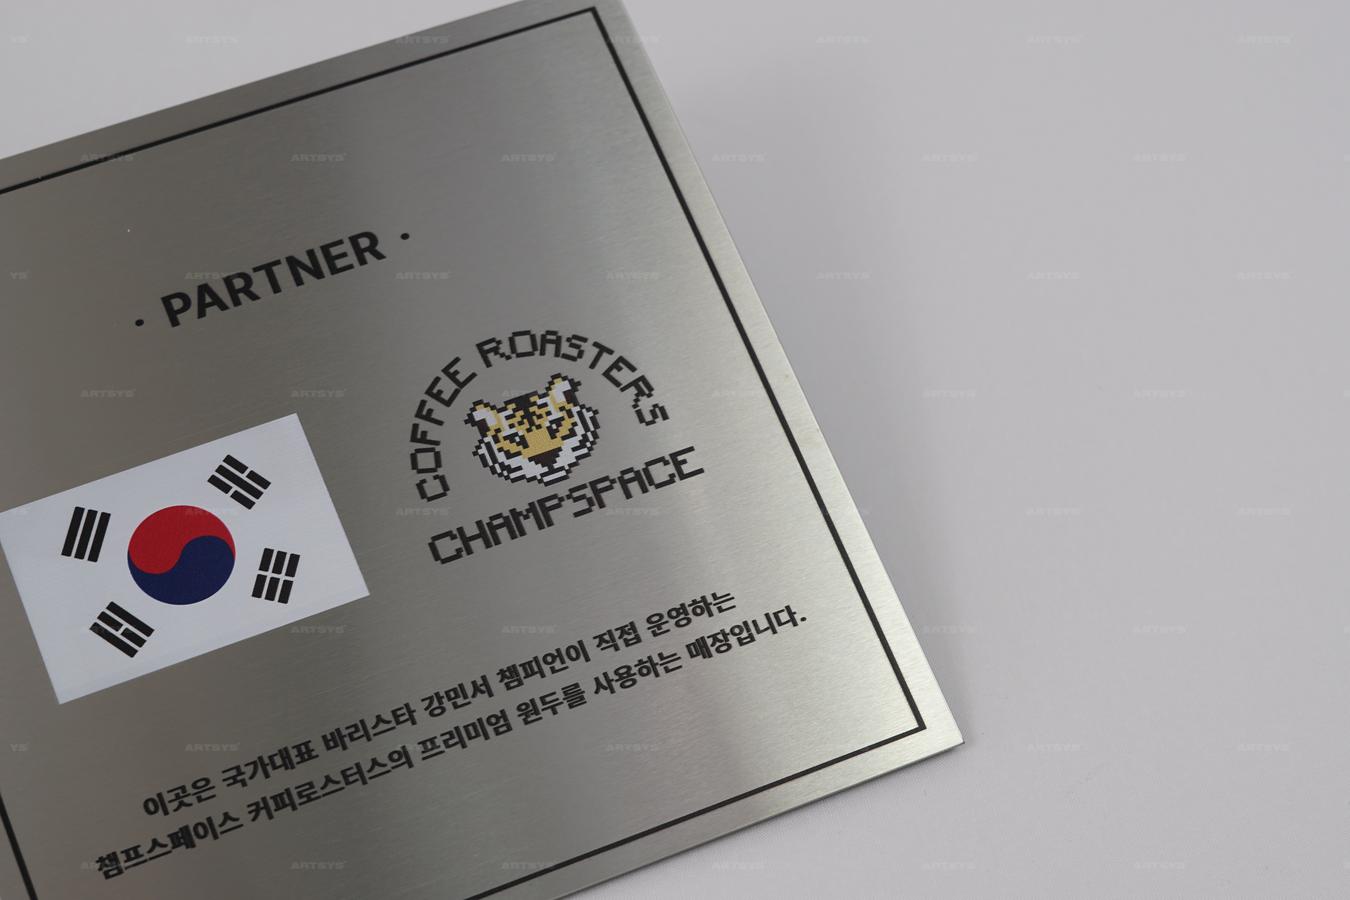 · PARTNER ·
COFFEE ROASTERS
CHAMPSPACE
이곳은 국가대표 바리스타 강민서 챔피언이 직접 운영하는
챔프스페이스 커피로스터스의 프리미엄 원두를 사용하는 매장입니다.
ARTSYS